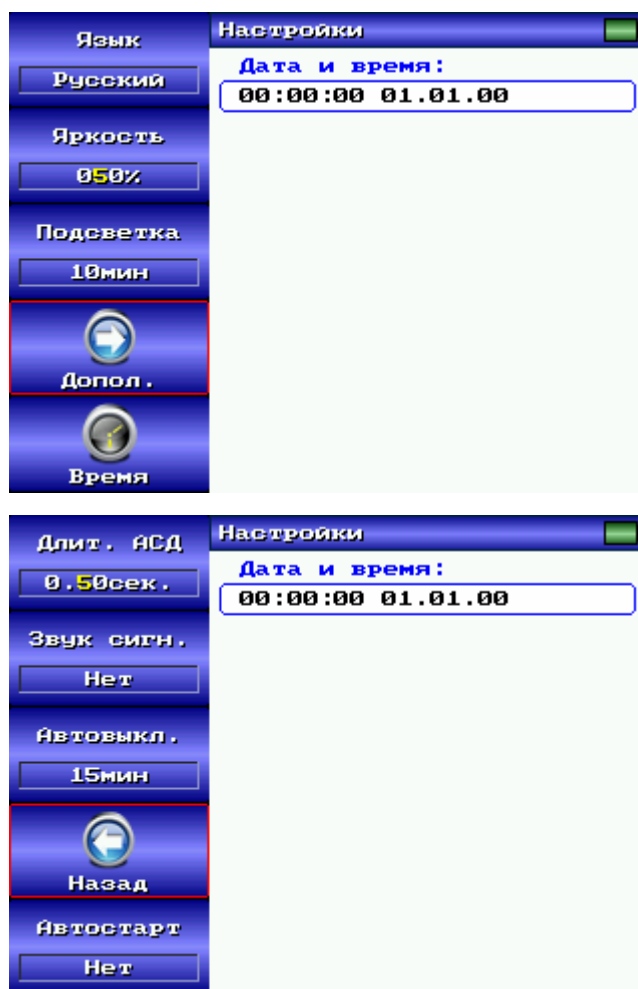 Язык
Русский
Яркость
050%
Подсветка
10мин
Допол.
Время
Настройки
Дата и время:
00:00:00 01.01.00
Длит. АСД
0.50сек.
Звук сигн.
Нет
Автовыкл.
15мин
Назад
Автостарт
Нет
Настройки
Дата и время:
00:00:00 01.01.00